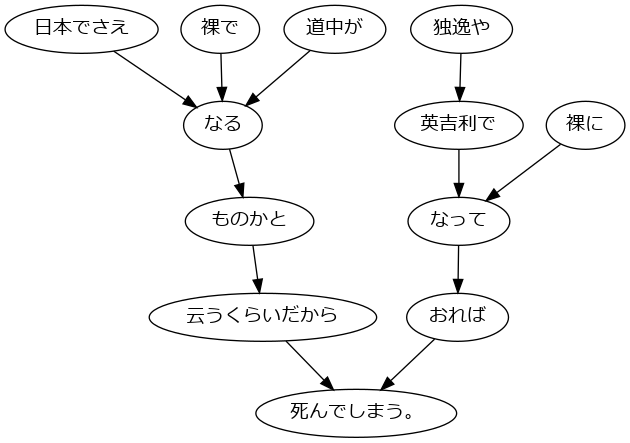 日本でさえ 裸で 道中が 独逸や
なる 英吉利で 裸に
ものかと なって
云うくらいだから おれば
死んでしまう。